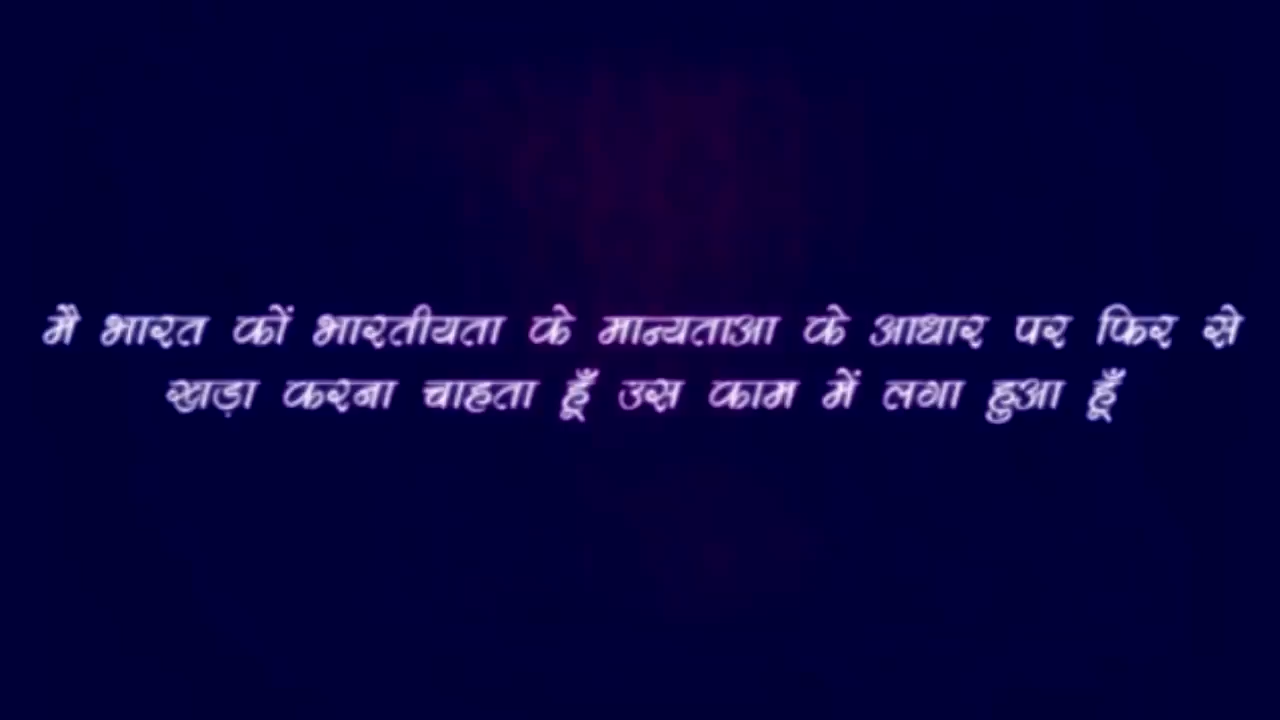 मै भारत कों भारतीयता के मान्यताआ के आधार पर फिर से
खड़ा करना चाहता हूँ उस काम में लगा हुआ हूँ